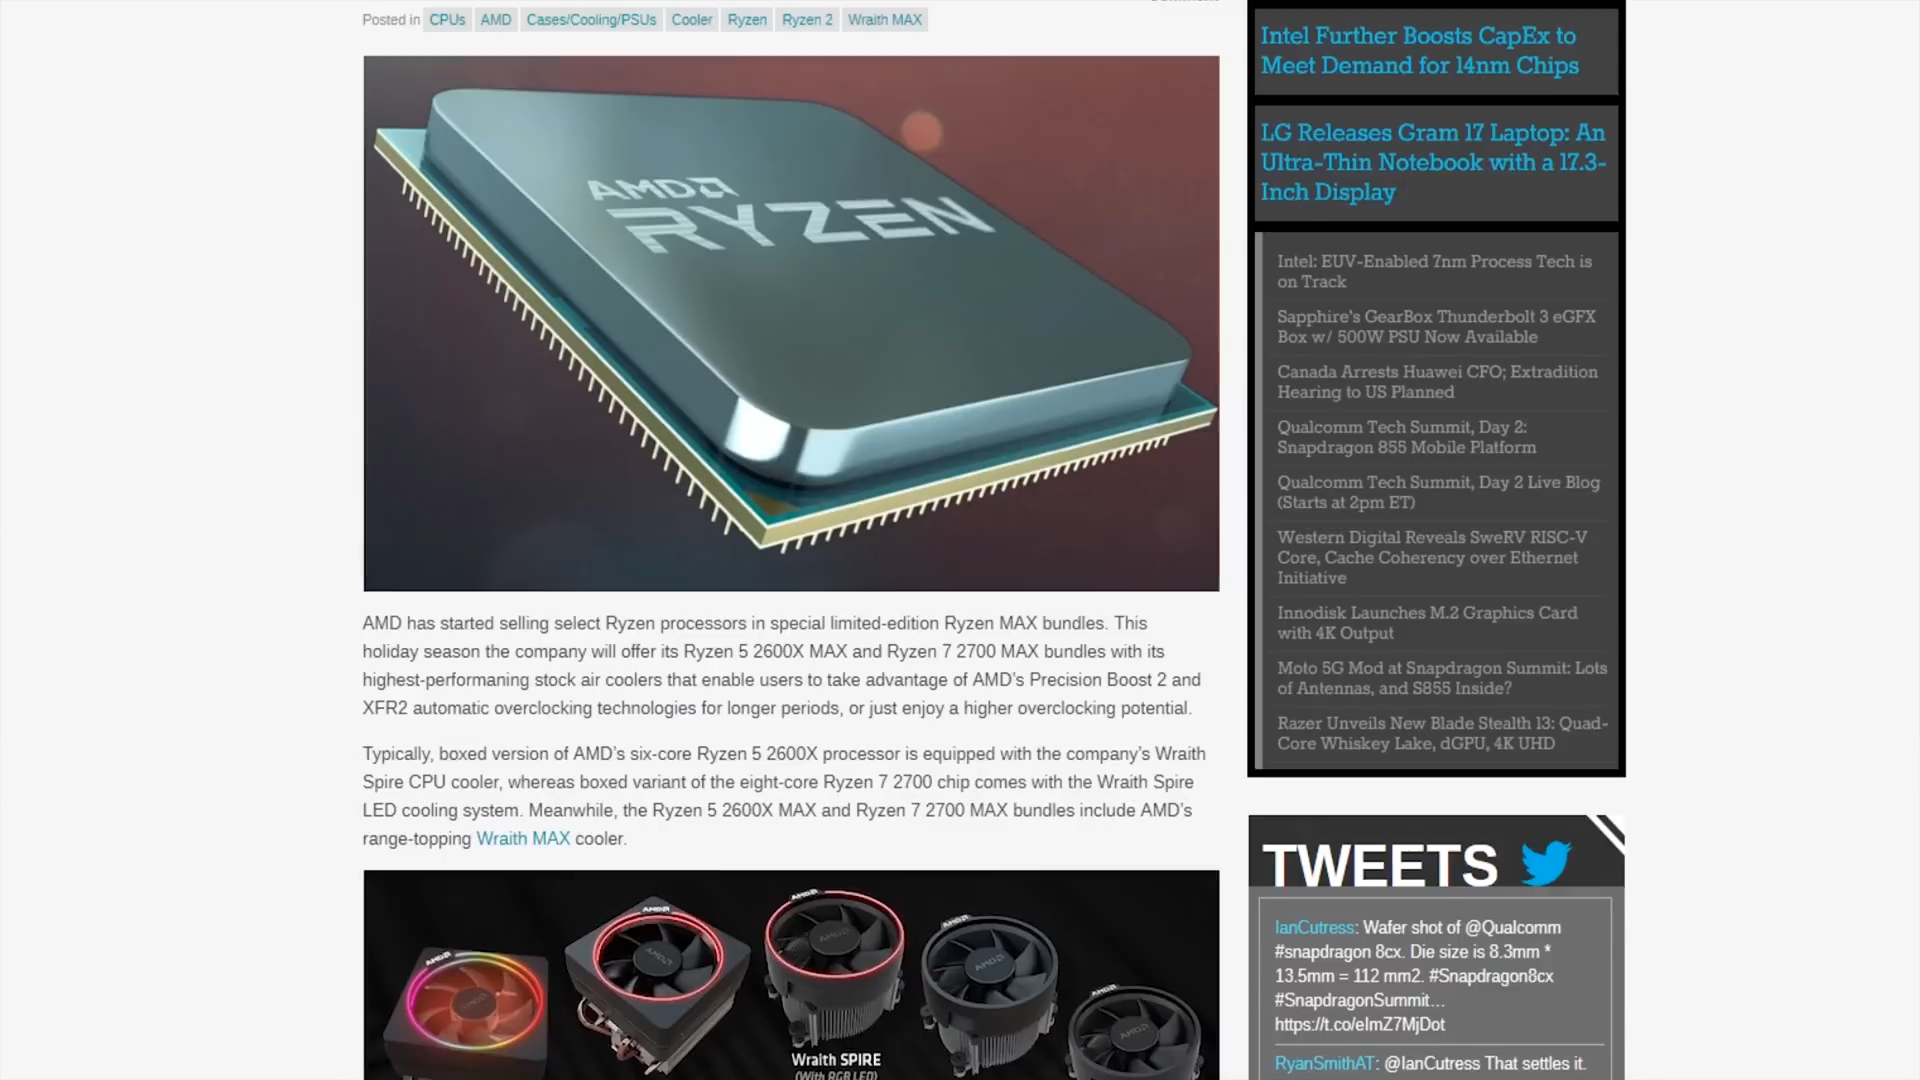 Posted in CPUs AMD Cases/Cooling/PSUs Cooler Ryzen Ryzen 2 Wraith MAX
AMD
RYZEN
AMD has started selling select Ryzen processors in special limited-edition Ryzen MAX bundles. This
holiday season the company will offer its Ryzen 5 2600X MAX and Ryzen 7 2700 MAX bundles with its
highest-performaning stock air coolers that enable users to take advantage of AMD's Precision Boost 2 and
XFR2 automatic overclocking technologies for longer periods, or just enjoy a higher overclocking potential.
Typically, boxed version of AMD's six-core Ryzen 5 2600X processor is equipped with the company's Wraith
Spire CPU cooler, whereas boxed variant of the eight-core Ryzen 7 2700 chip comes with the Wraith Spire
LED cooling system. Meanwhile, the Ryzen 5 2600X MAX and Ryzen 7 2700 MAX bundles include AMD's
range-topping Wraith MAX cooler.
AMD
AMD
AMD
AMD
AMD
AMD
AMD
AMD
AMD
AMD
Wraith SPIRE
(With RGB LED)
Intel Further Boosts CapEx to
Meet Demand for 14nm Chips
LG Releases Gram 17 Laptop: An
Ultra-Thin Notebook with a 17.3-
Inch Display
Intel: EUV-Enabled 7nm Process Tech is
on Track
Sapphire's GearBox Thunderbolt 3 eGFX
Box w/ 500W PSU Now Available
Canada Arrests Huawei CFO; Extradition
Hearing to US Planned
Qualcomm Tech Summit, Day 2:
Snapdragon 855 Mobile Platform
Qualcomm Tech Summit, Day 2 Live Blog
(Starts at 2pm ET)
Western Digital Reveals SweRV RISC-V
Core, Cache Coherency over Ethernet
Initiative
Innodisk Launches M.2 Graphics Card
with 4K Output
Moto 5G Mod at Snapdragon Summit: Lots
of Antennas, and S855 Inside?
Razer Unveils New Blade Stealth 13: Quad-
Core Whiskey Lake, dGPU, 4K UHD
TWEETS
IanCutress: Wafer shot of @Qualcomm
#snapdragon 8cx. Die size is 8.3mm *
13.5mm = 112 mm2. #Snapdragon8cx
#SnapdragonSummit…
https://t.co/elmZ7MjDot
RyanSmithAT: @IanCutress That settles it.